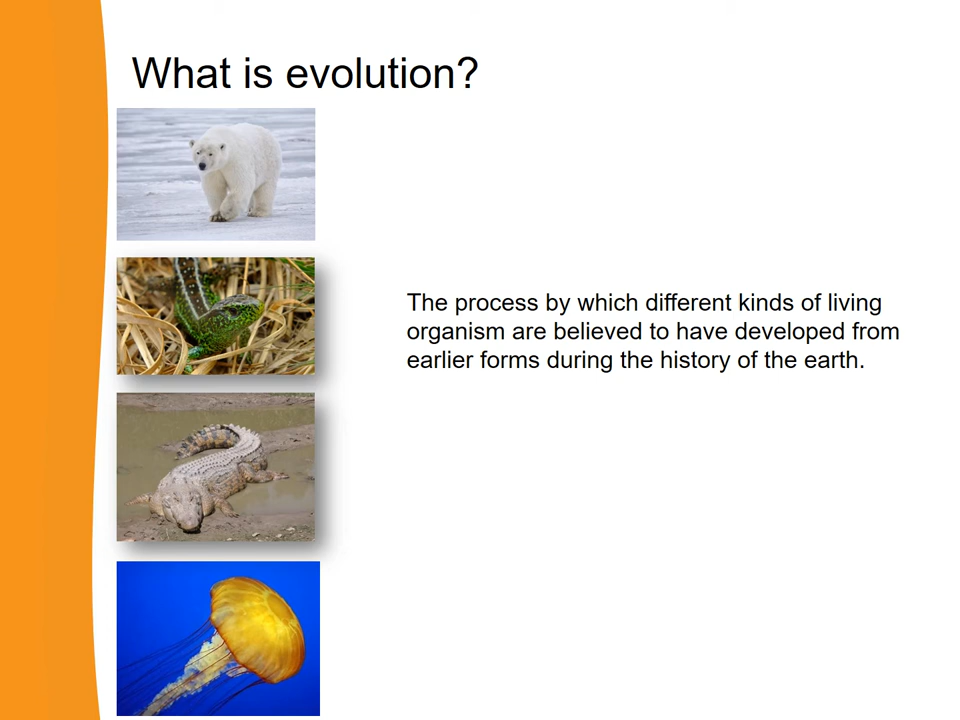 What is evolution?
The process by which different kinds of living
organism are believed to have developed from
earlier forms during the history of the earth.